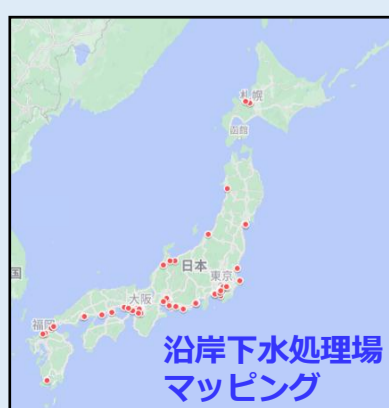 札幌
函館
日本
東京
大阪
福岡
国
沿岸下水処理場
マッピング